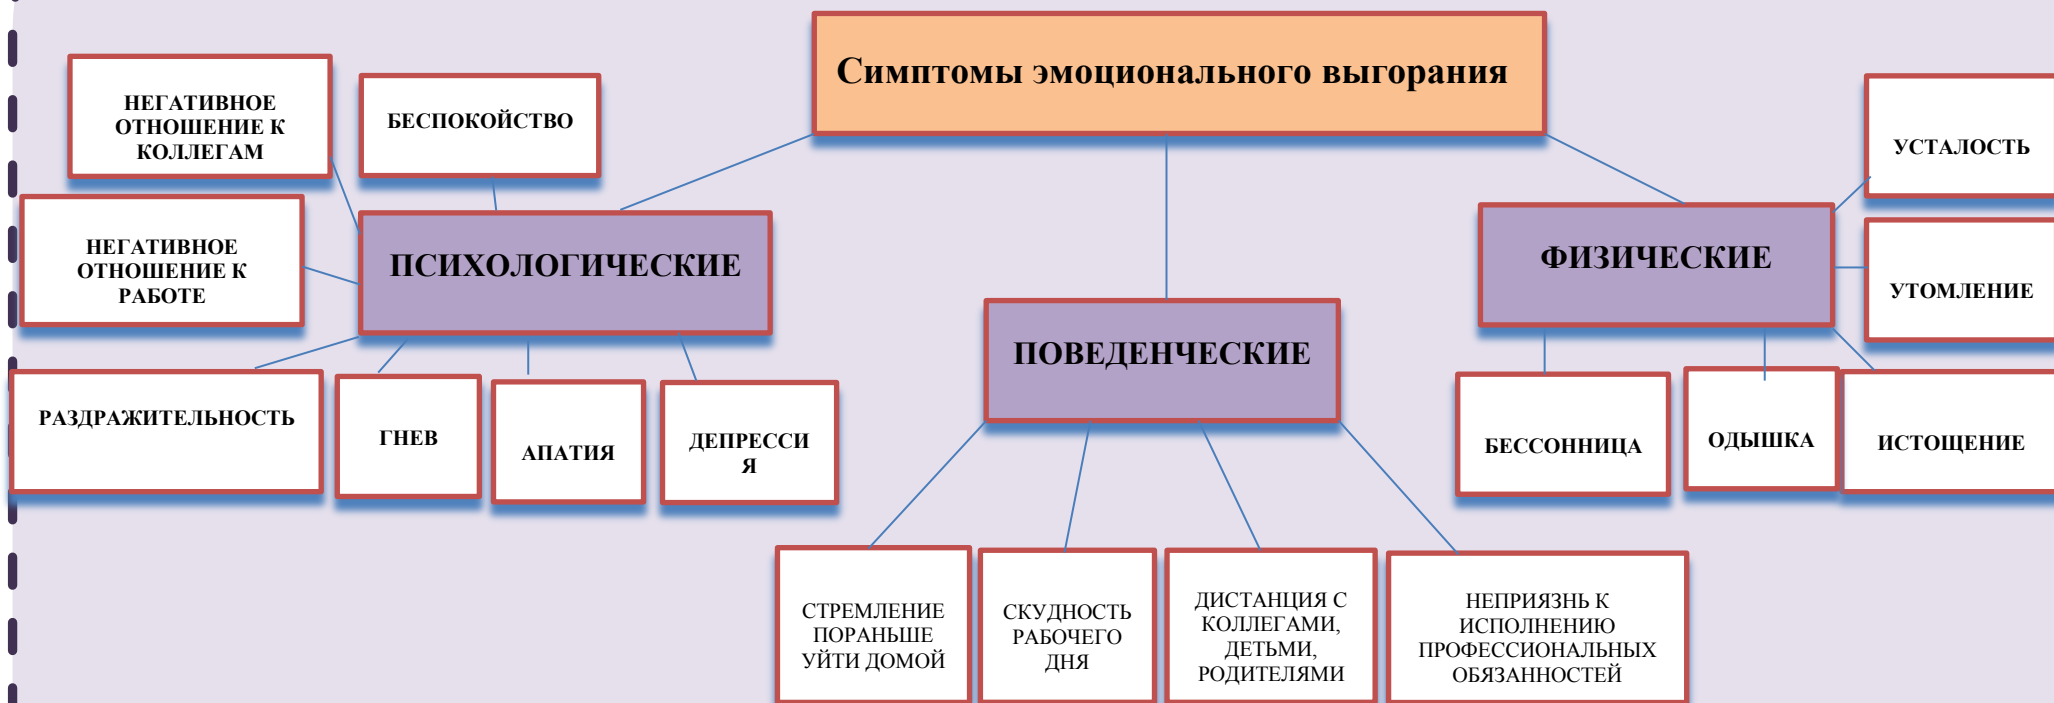 Симптомы эмоционального выгорания
НЕГАТИВНОЕ
ОТНОШЕНИЕ К
КОЛЛЕГАМ
БЕСПОКОЙСТВО
УСТАЛОСТЬ
НЕГАТИВНОЕ
ОТНОШЕНИЕ К
РАБОТЕ
ПСИХОЛОГИЧЕСКИЕ
ФИЗИЧЕСКИЕ
УТОМЛЕНИЕ
ПОВЕДЕНЧЕСКИЕ
РАЗДРАЖИТЕЛЬНОСТЬ
ГНЕВ
АПАТИЯ
ДЕПРЕССИ
Я
БЕССОННИЦА
ОДЫШКА
ИСТОЩЕНИЕ
СТРЕМЛЕНИЕ
ПОРАНЬШЕ
УЙТИ ДОМОЙ
СКУДНОСТЬ
РАБОЧЕГО
ДНЯ
ДИСТАНЦИЯ С
КОЛЛЕГАМИ,
ДЕТЬМИ,
РОДИТЕЛЯМИ
НЕПРИЯЗНЬ К
ИСПОЛНЕНИЮ
ПРОФЕССИОНАЛЬНЫХ
ОБЯЗАННОСТЕЙ